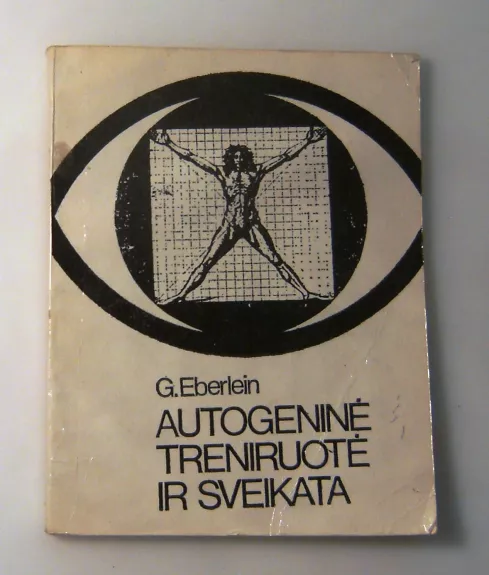 G.Eberlein
AUTOGENINĖ
TRENIRUOTĖ
IR SVEIKATA